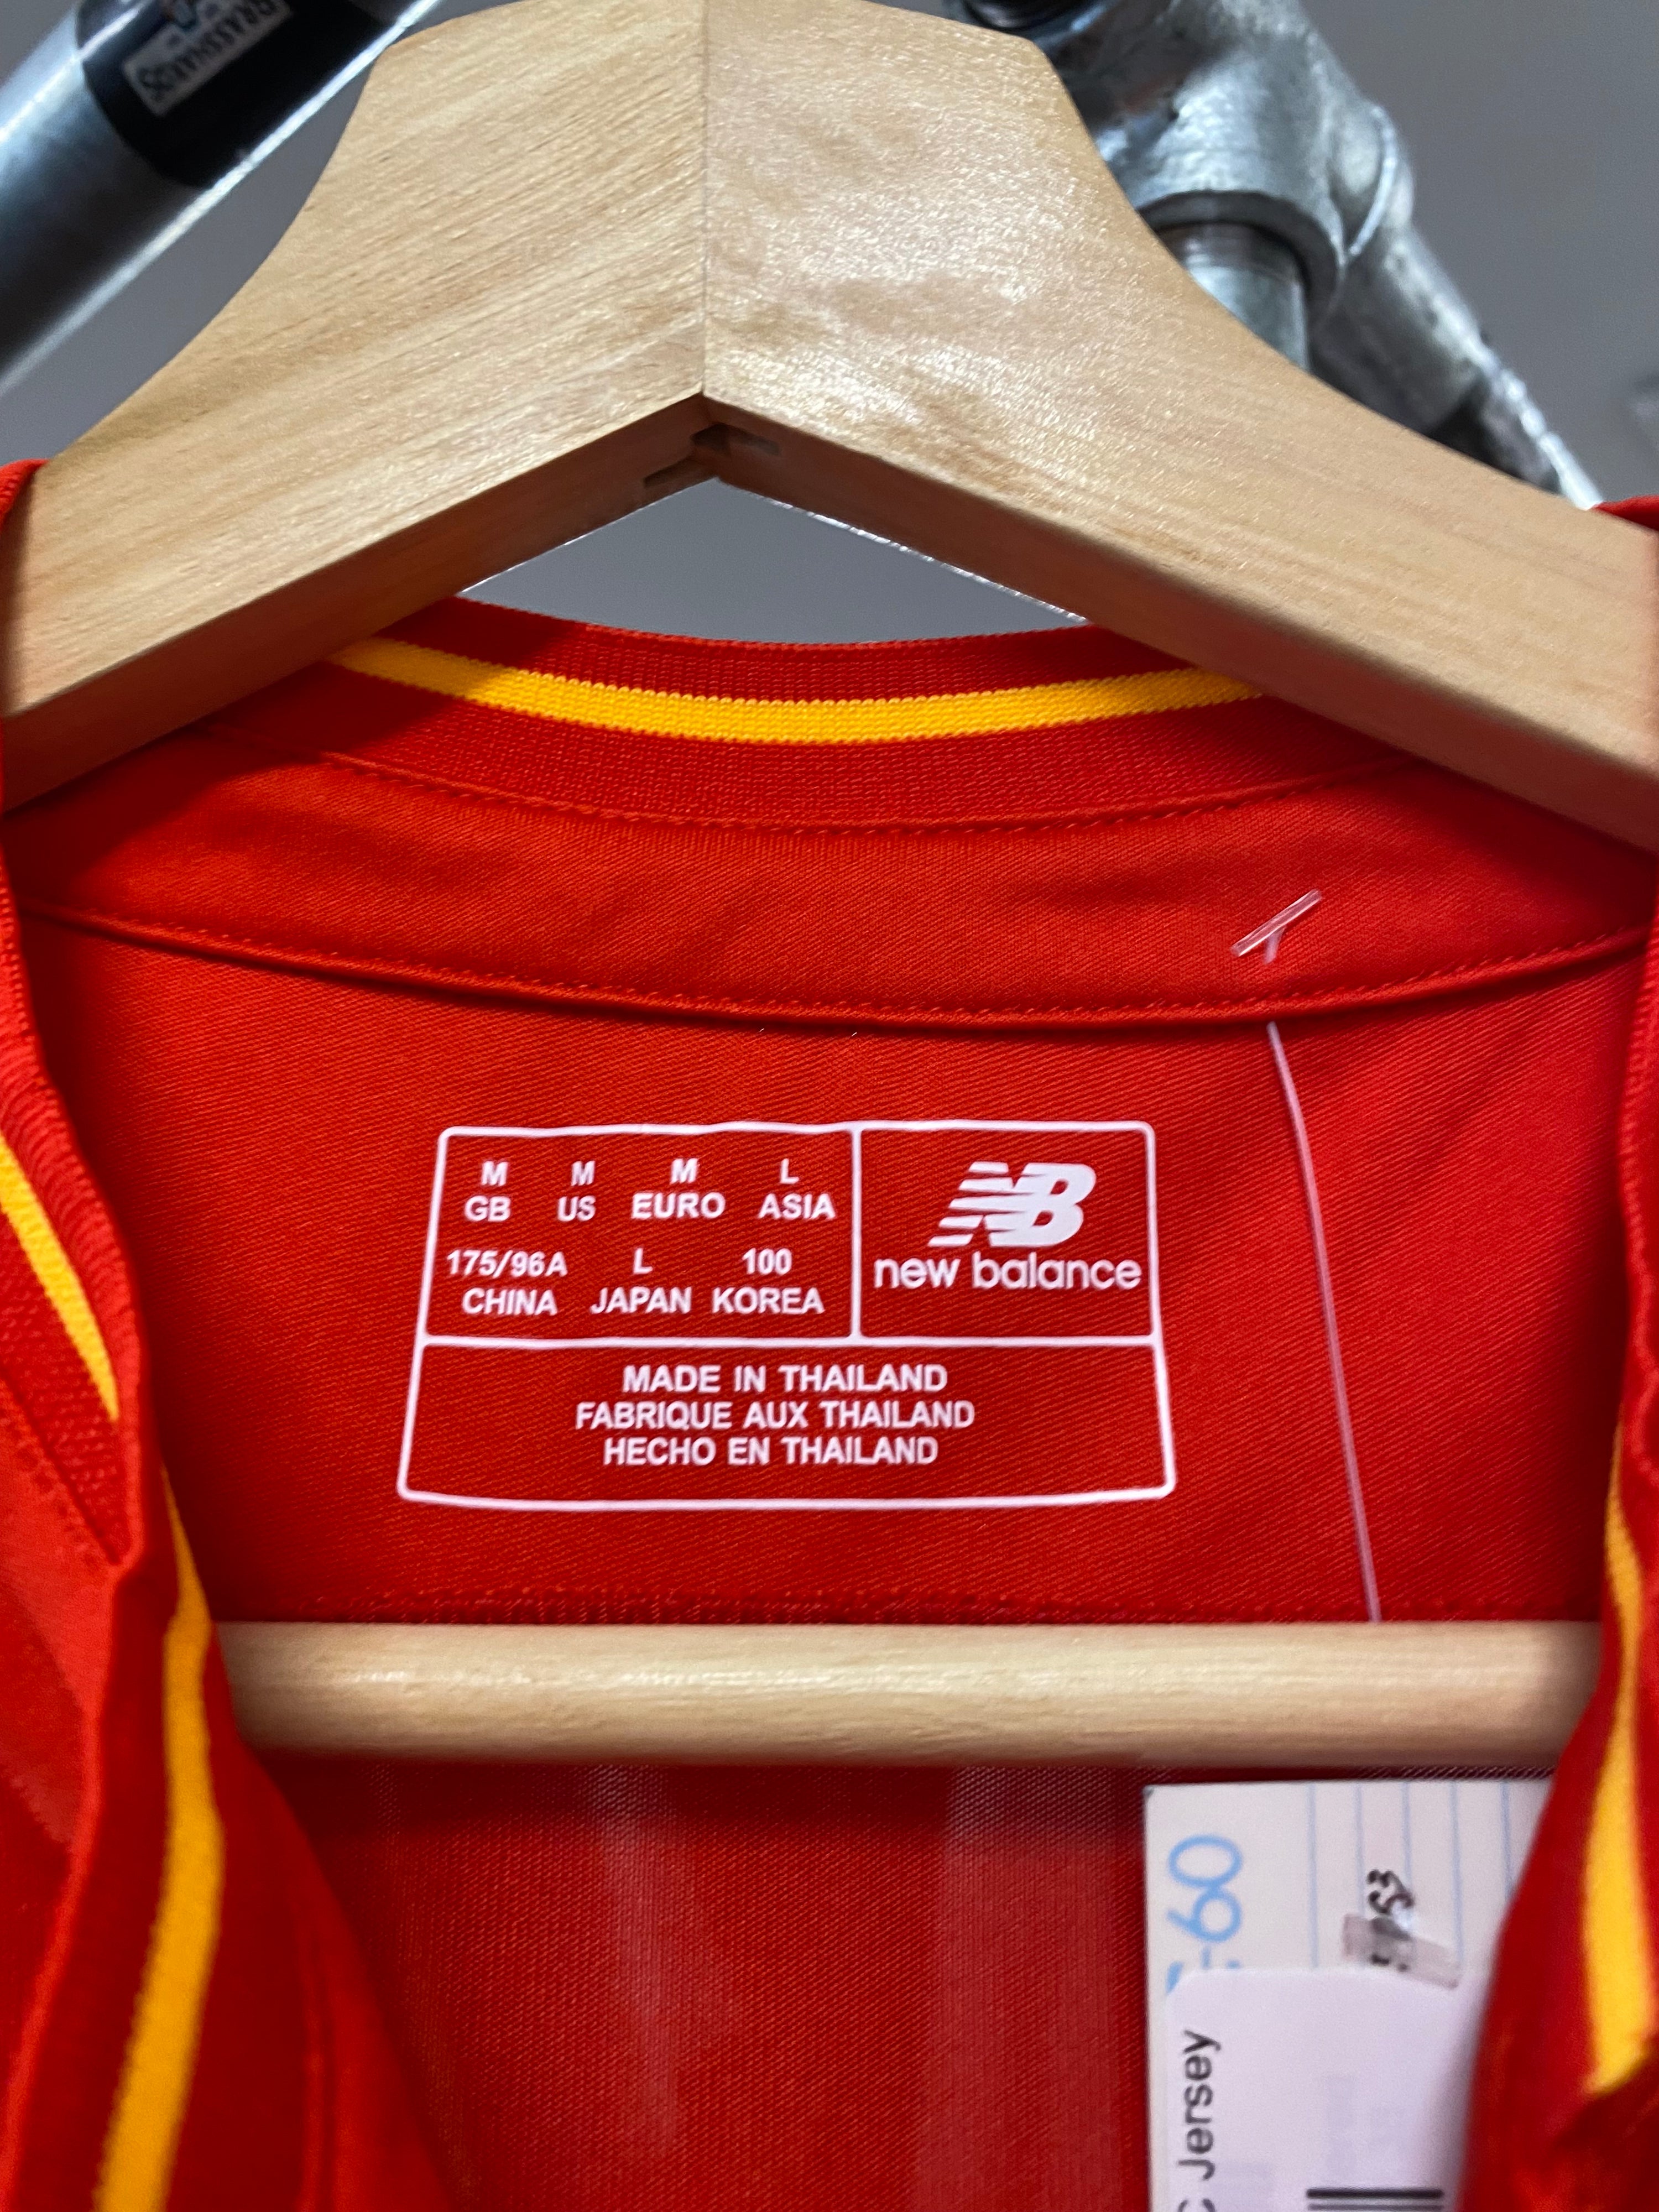 M M M L
GB US EURO ASIA
175/96A L 100
CHINA JAPAN KOREA
NB
new balance
MADE IN THAILAND
FABRIQUE AUX THAILAND
HECHO EN THAILAND
Jersey